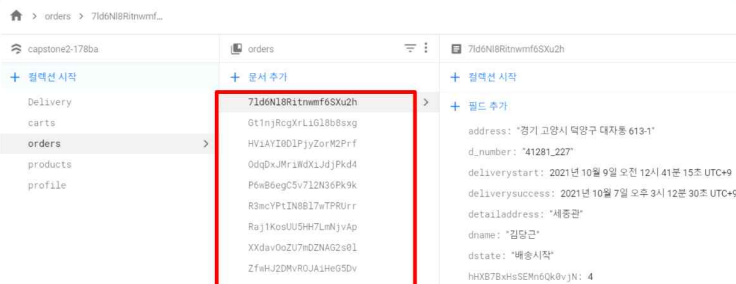 orders > 7ld6Nl8Ritnwmf...
capstone2-178ba
orders
7ld6Nl8Ritnwmf6SXu2h
+ 컬렉션 시작
+ 문서 추가
+ 컬렉션 시작
Delivery
carts
orders
products
profile
7ld6Nl8Ritnwmf6SXu2h
Gt1njRcgXrLiGl8b8sxg
HViAYI0DlPjyZorM2Prf
OdqDxJMriWdXiJdjPkd4
P6wB6egC5v7l2N36Pk9k
R3mcYPtIN8Bl7wTPRUrr
Raj1KosUU5HH7LmNjvAp
XXdavOoZU7mDZNAG2s0l
ZfwHJ2DMvROJAiHeG5Dv
+ 필드 추가
address: "경기 고양시 덕양구 대자동 613-1"
d_number: "41281_227"
deliverystart: 2021년 10월 9일 오전 12시 41분 15초 UTC+9
deliverysuccess: 2021년 10월 7일 오후 3시 12분 30초 UTC+9
detailaddress: "세종관"
dname: "김당근"
dstate: "배송시작"
hHXB7BxHsSEMn6Qk0vjN: 4